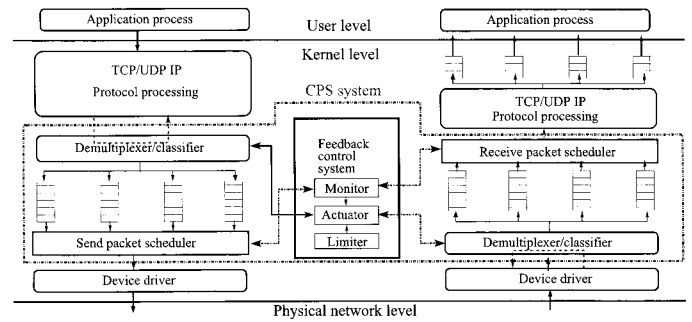 Application process
User level
Application process
Kernel level
TCP/UDP IP
Protocol processing
CPS system
TCP/UDP IP
Protocol processing
Demultiplexer/classifier
Feedback
control
system
Monitor
Actuator
Limiter
Receive packet scheduler
Send packet scheduler
Demultiplexer/classifier
Device driver
Device driver
Physical network level